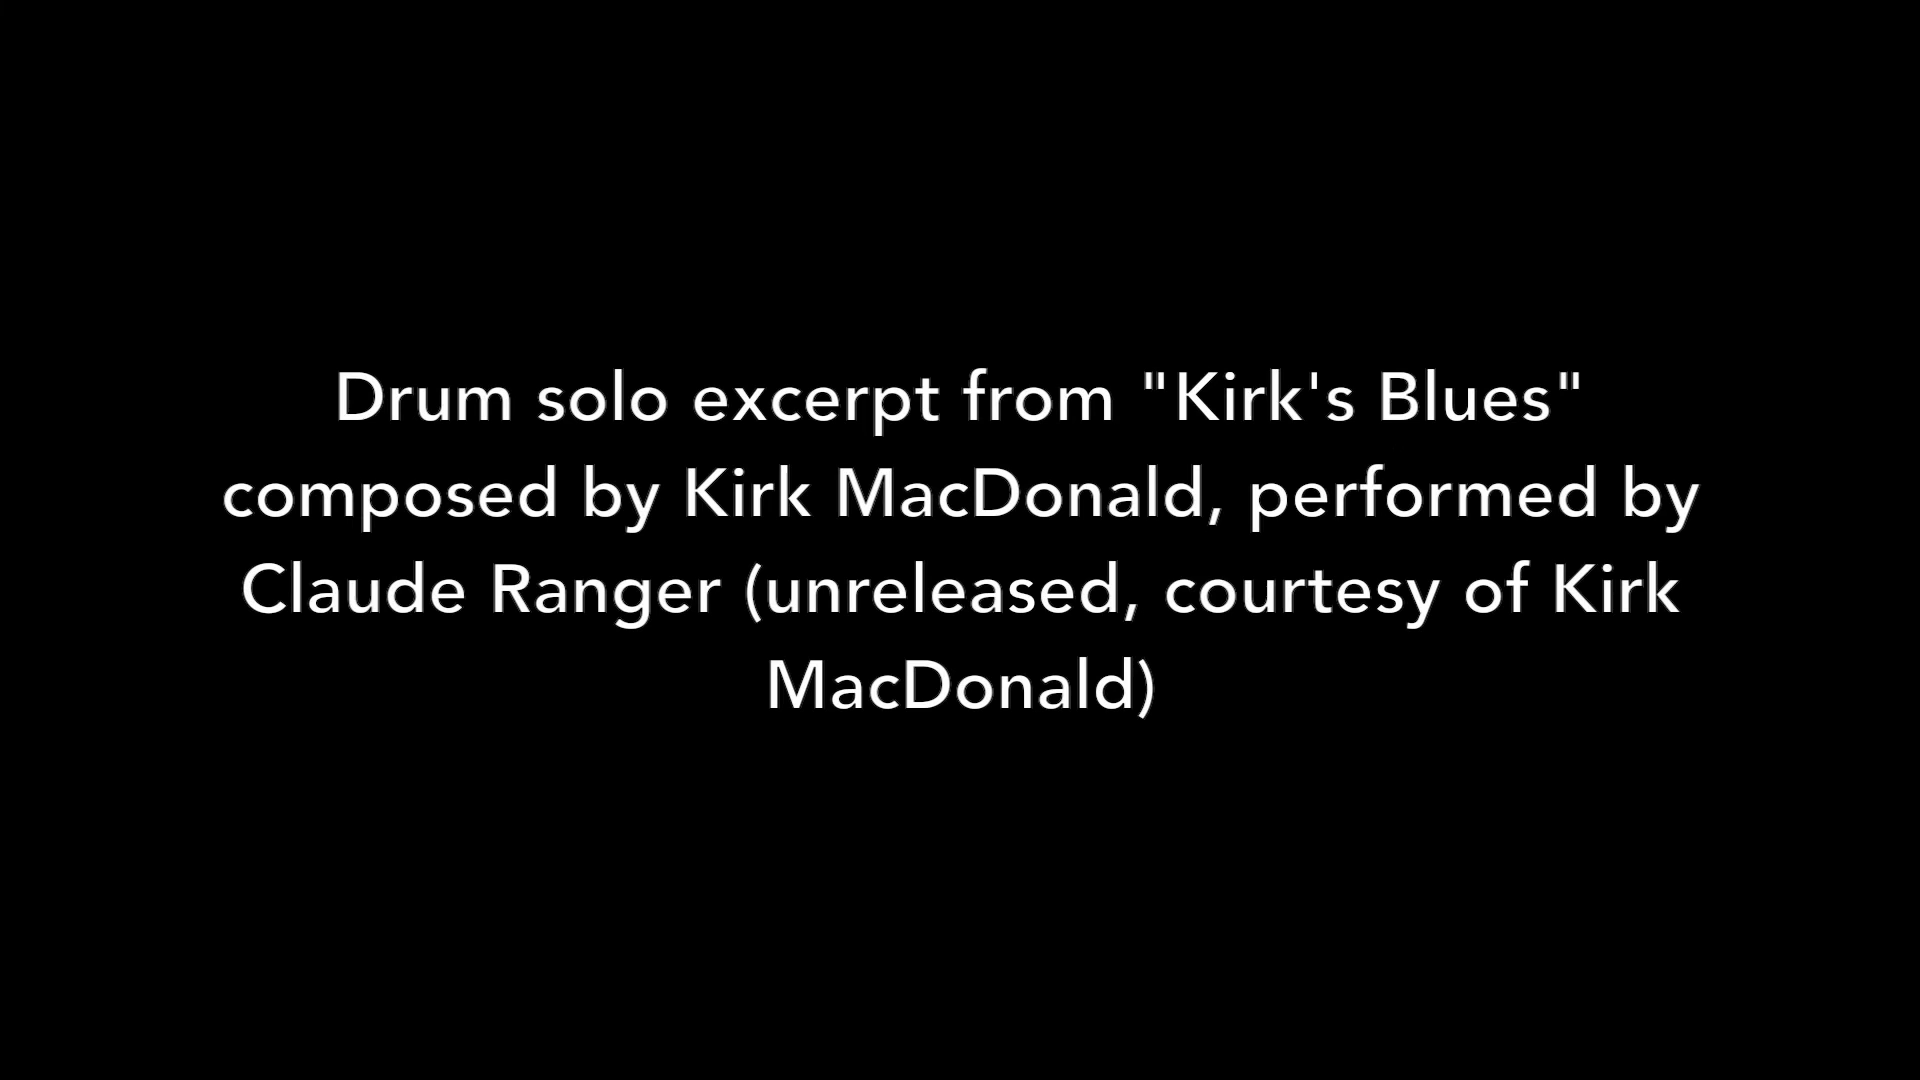 Drum solo excerpt from "Kirk's Blues"
composed by Kirk MacDonald, performed by
Claude Ranger (unreleased, courtesy of Kirk
MacDonald)